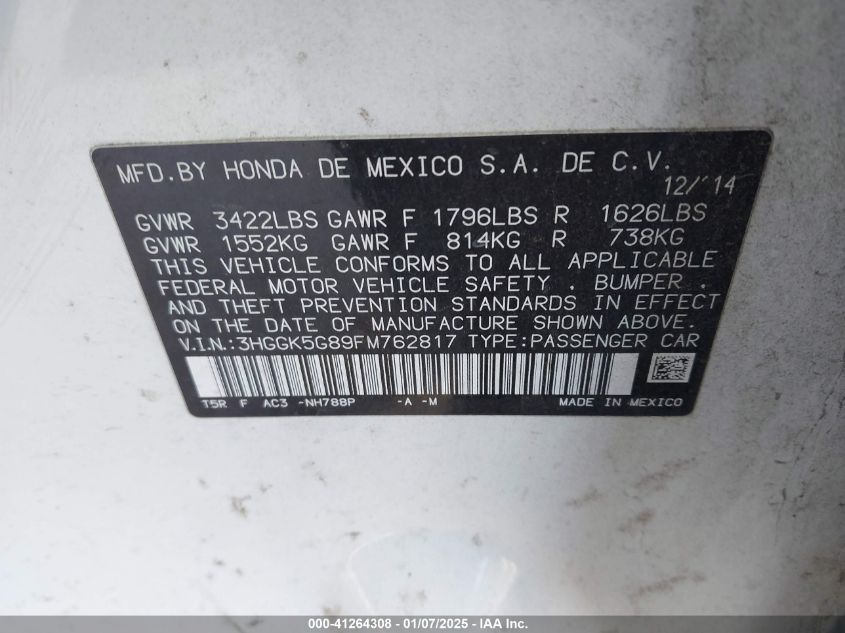 MFD.BY HONDA DE MEXICO S.A. DE C.V.
12/'14
GVWR 3422LBS GAWR F 1796LBS R 1626LBS
GVWR 1552KG GAWR F 814KG R 738KG
THIS VEHICLE CONFORMS TO ALL APPLICABLE
FEDERAL MOTOR VEHICLE SAFETY . BUMPER .
AND THEFT PREVENTION STANDARDS IN EFFECT
ON THE DATE OF MANUFACTURE SHOWN ABOVE.
V.I.N.:3HGGK5G89FM762817 TYPE:PASSENGER CAR
T5R F AC3 -NH788P -A -M MADE IN MEXICO
000-41264308 - 01/07/2025 - IAA Inc.